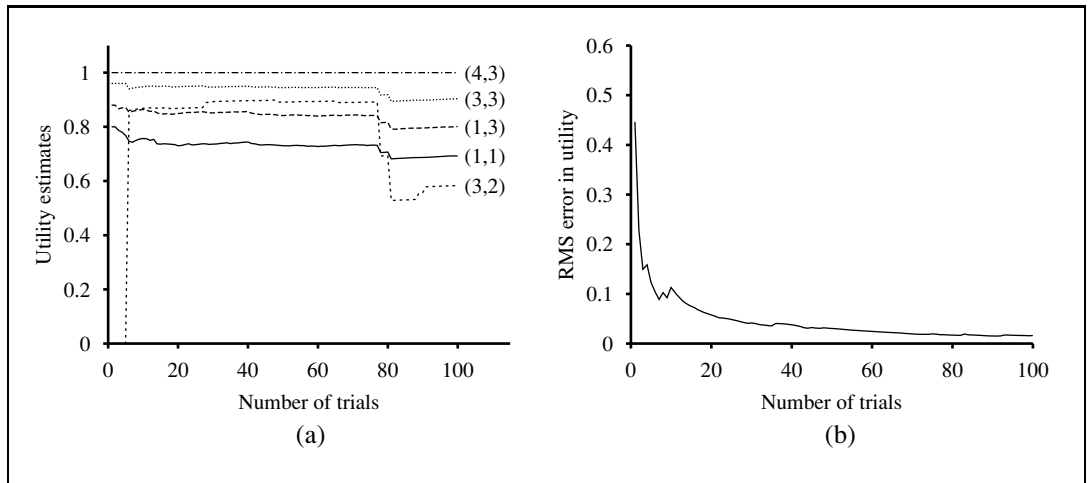 Utility estimates
1
0.8
0.6
0.4
0.2
0
0 20 40 60 80 100
Number of trials
(4,3)
(3,3)
(1,3)
(1,1)
(3,2)
(a)
RMS error in utility
0.6
0.5
0.4
0.3
0.2
0.1
0
0 20 40 60 80 100
Number of trials
(b)